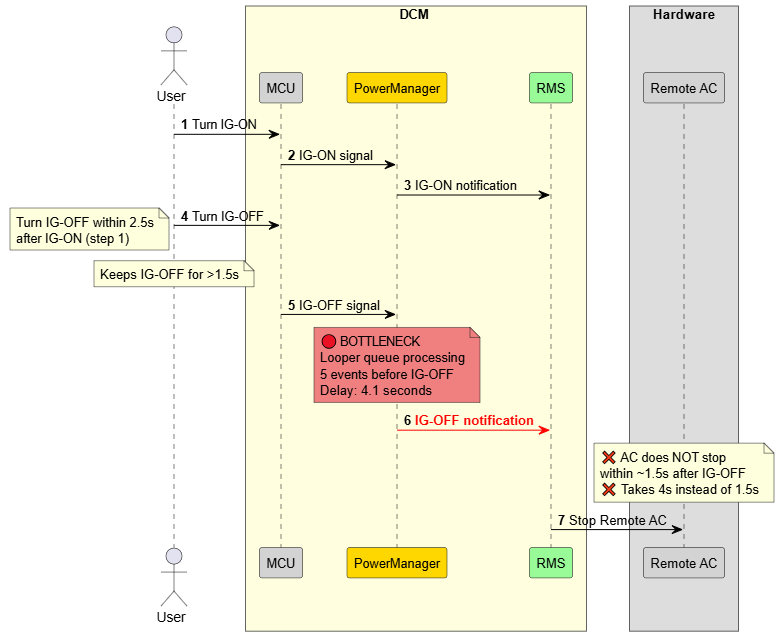 DCM
Hardware
User
MCU
PowerManager
RMS
Remote AC
1 Turn IG-ON
2 IG-ON signal
3 IG-ON notification
Turn IG-OFF within 2.5s
after IG-ON (step 1)
4 Turn IG-OFF
Keeps IG-OFF for >1.5s
5 IG-OFF signal
🔴 BOTTLENECK
Looper queue processing
5 events before IG-OFF
Delay: 4.1 seconds
6 IG-OFF notification
❌ AC does NOT stop
within ~1.5s after IG-OFF
❌ Takes 4s instead of 1.5s
7 Stop Remote AC
User
MCU
PowerManager
RMS
Remote AC